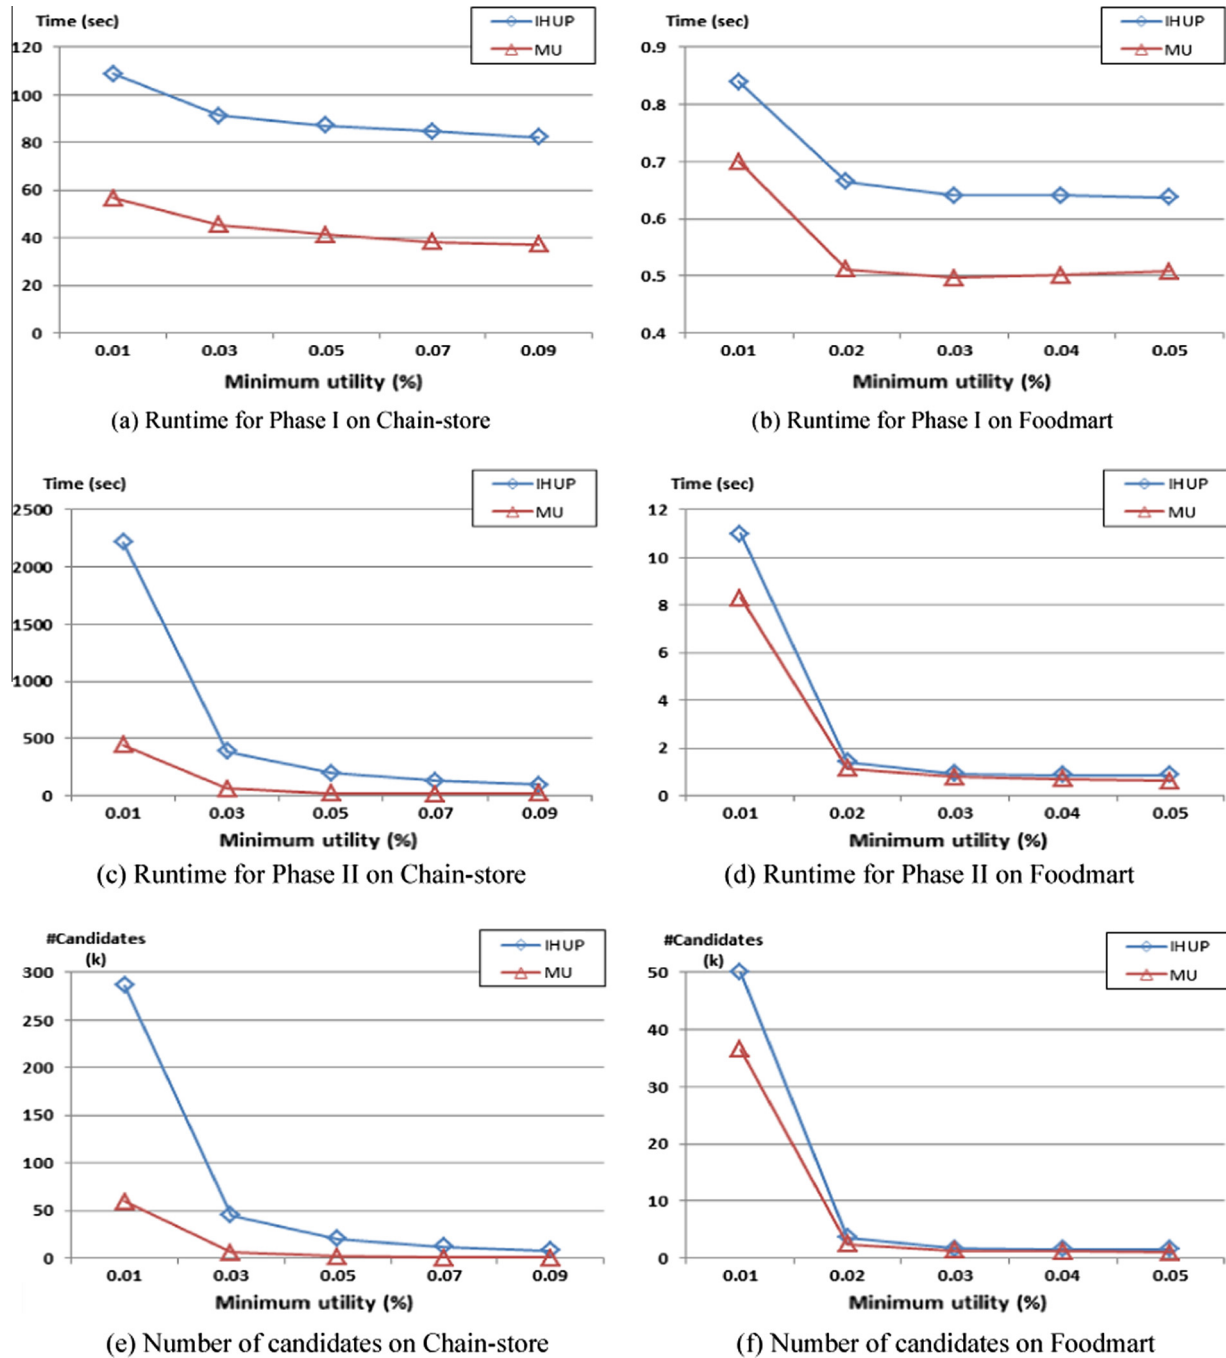 Time (sec)
IHUP
MU
120
100
80
60
40
20
0
0.01 0.03 0.05 0.07 0.09
Minimum utility (%)
(a) Runtime for Phase I on Chain-store
Time (sec)
IHUP
MU
0.9
0.8
0.7
0.6
0.5
0.4
0.01 0.02 0.03 0.04 0.05
Minimum utility (%)
(b) Runtime for Phase I on Foodmart
Time (sec)
IHUP
MU
2500
2000
1500
1000
500
0
0.01 0.03 0.05 0.07 0.09
Minimum utility (%)
(c) Runtime for Phase II on Chain-store
Time (sec)
IHUP
MU
12
10
8
6
4
2
0
0.01 0.02 0.03 0.04 0.05
Minimum utility (%)
(d) Runtime for Phase II on Foodmart
#Candidates
(k)
IHUP
MU
300
250
200
150
100
50
0
0.01 0.03 0.05 0.07 0.09
Minimum utility (%)
(e) Number of candidates on Chain-store
#Candidates
(k)
IHUP
MU
50
40
30
20
10
0
0.01 0.02 0.03 0.04 0.05
Minimum utility (%)
(f) Number of candidates on Foodmart